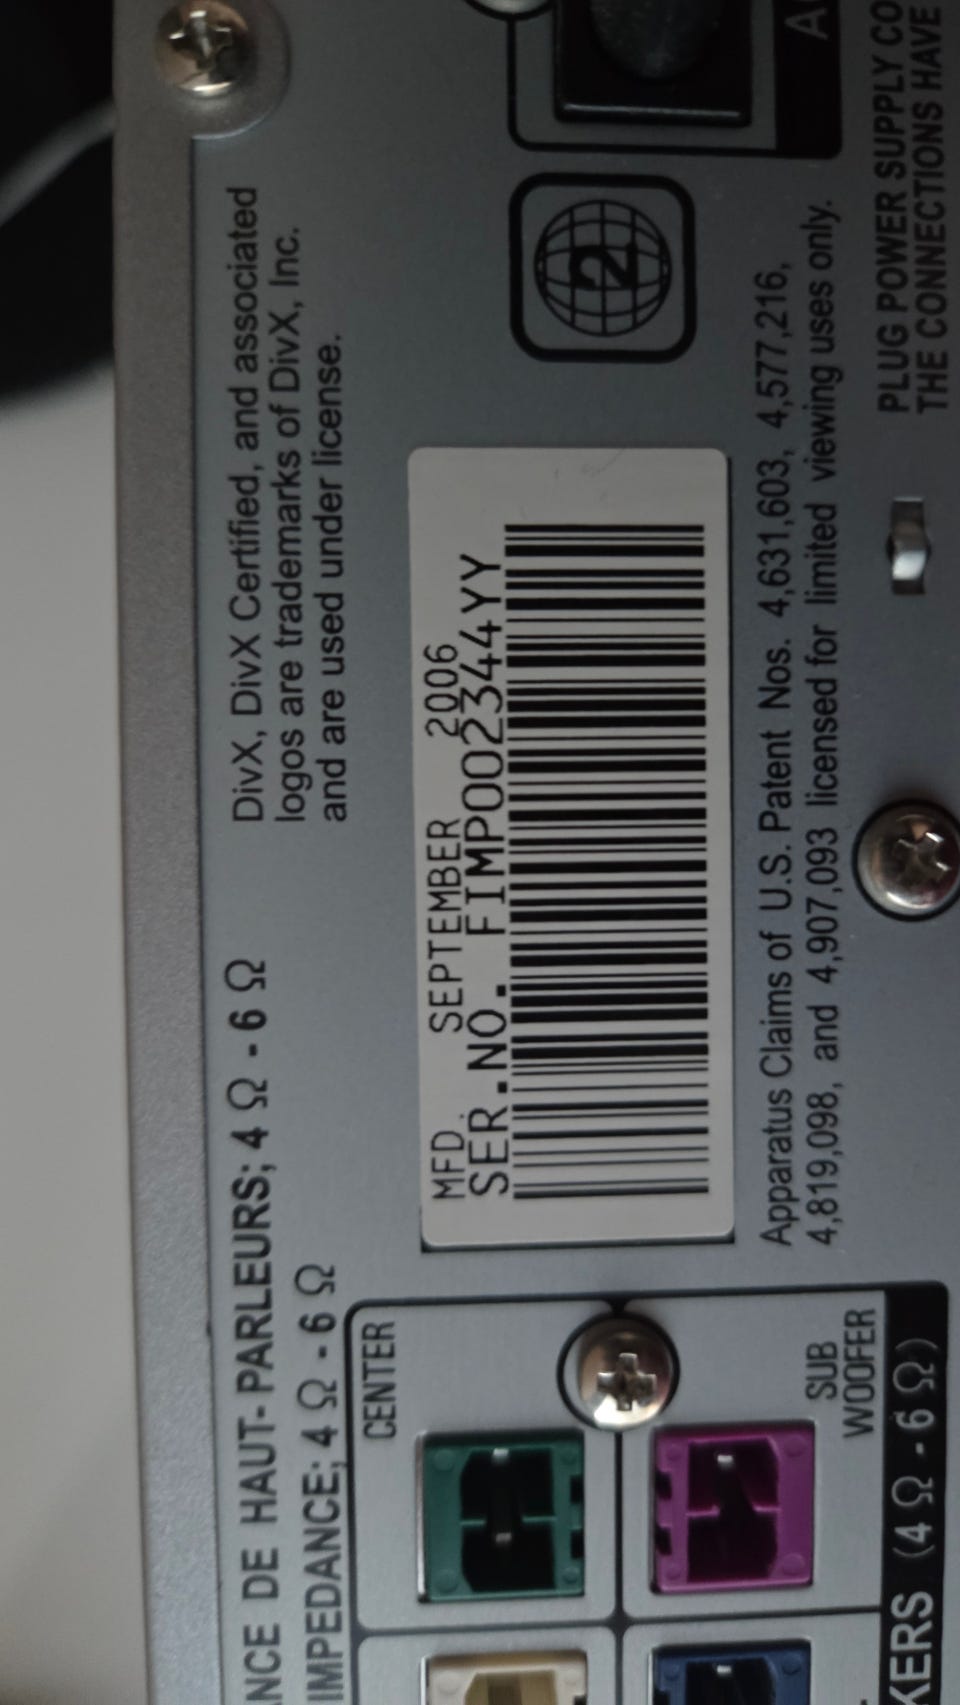 ANCE DE HAUT-PARLEURS; 4 Ω - 6 Ω
IMPEDANCE; 4 Ω - 6 Ω
DivX, DivX Certified, and associated
logos are trademarks of DivX, Inc.
and are used under license.
MFD. SEPTEMBER 2006
SER.NO. FIMP002344YY
2
Apparatus Claims of U.S. Patent Nos. 4,631,603, 4,577,216,
4,819,098, and 4,907,093 licensed for limited viewing uses only.
PLUG POWER SUPPLY CO
THE CONNECTIONS HAVE
CENTER
SUB
WOOFER
KERS (4 Ω - 6 Ω)